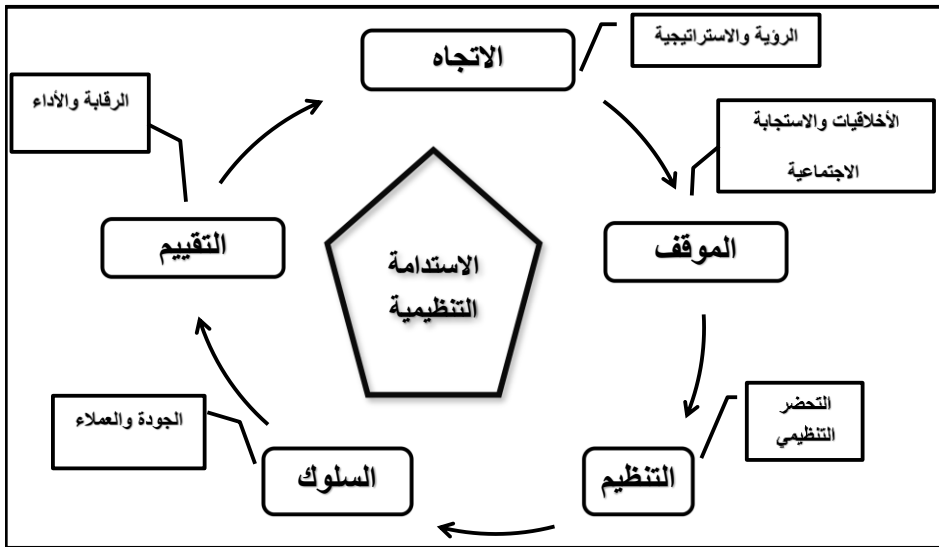 الاتجاه
الرؤية والاستراتيجية
الرقابة والأداء
الأخلاقيات والاستجابة
الاجتماعية
التقييم
الموقف
الاستدامة
التنظيمية
التحضر
التنظيمي
الجودة والعملاء
السلوك
التنظيم